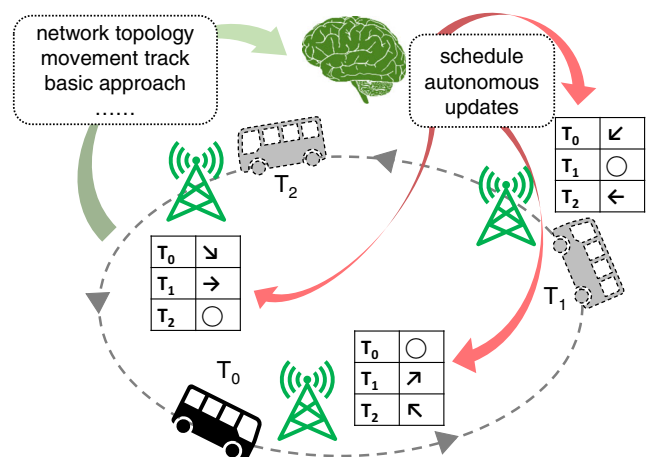 network topology
movement track
basic approach
......
schedule
autonomous
updates
T0 ↙
T1 ○
T2 ←
T2
T1
T0 ↘
T1 →
T2 ○
T0
T0 ○
T1 ↗
T2 ↖